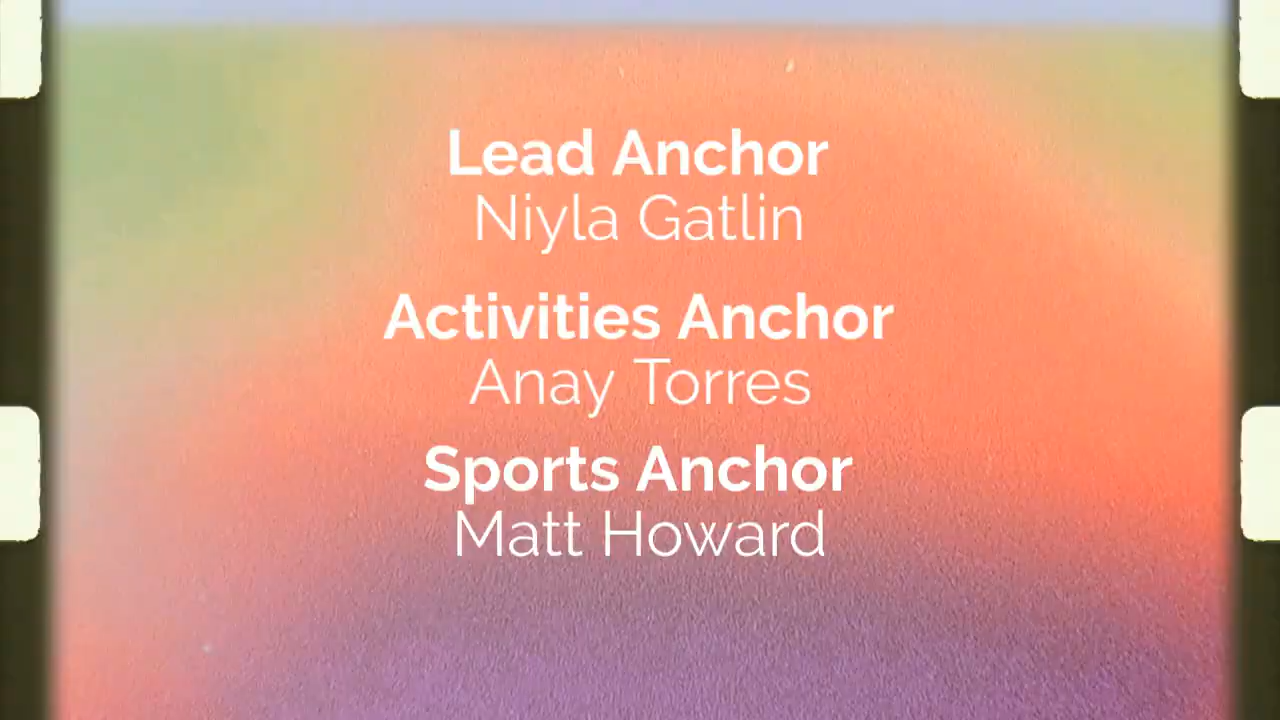 Lead Anchor
Niyla Gatlin
Activities Anchor
Anay Torres
Sports Anchor
Matt Howard